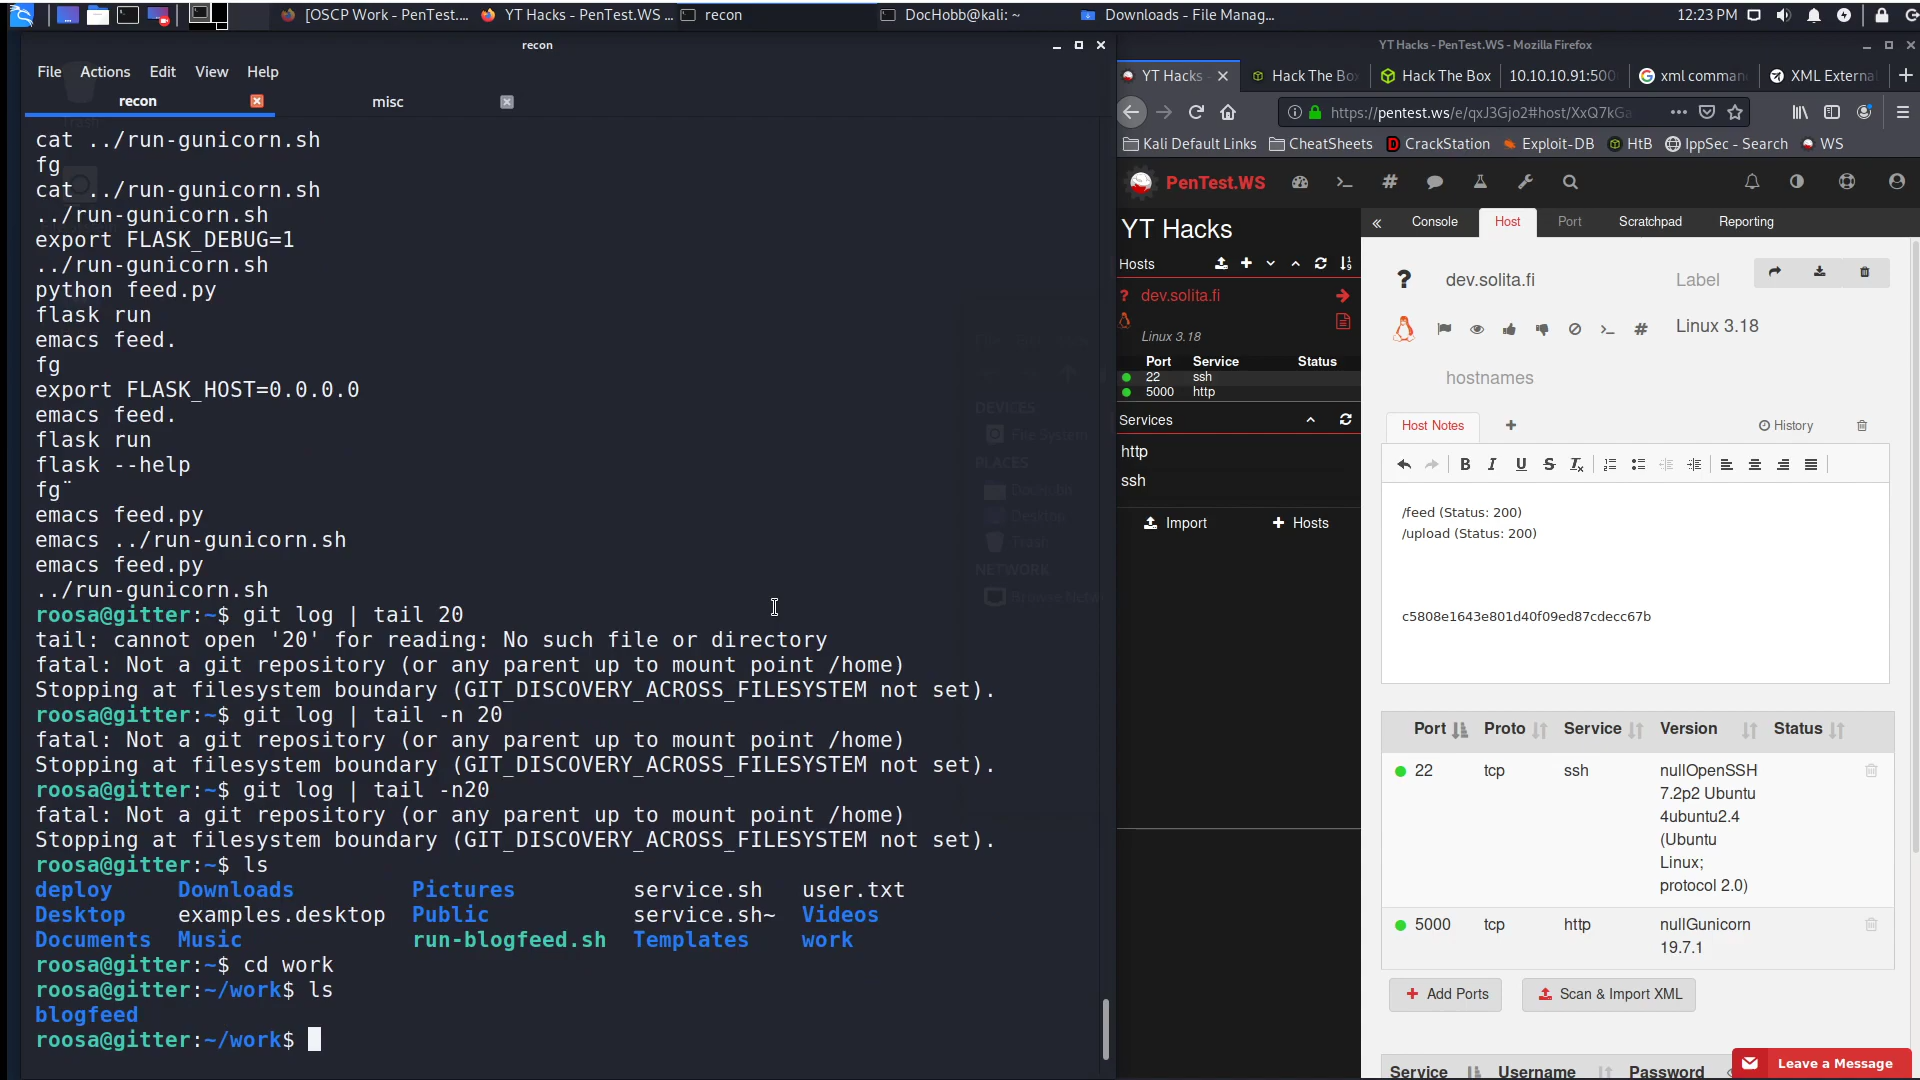 [OSCP Work - PenTest....
YT Hacks - PenTest.WS ...
recon
DocHobb@kali: ~
Downloads - File Manag...
12:23 PM
recon
File Actions Edit View Help
recon
misc
cat ../run-gunicorn.sh
fg
cat ../run-gunicorn.sh
../run-gunicorn.sh
export FLASK_DEBUG=1
../run-gunicorn.sh
python feed.py
flask run
emacs feed.
fg
export FLASK_HOST=0.0.0.0
emacs feed.
flask run
flask --help
fg¨
emacs feed.py
emacs ../run-gunicorn.sh
emacs feed.py
../run-gunicorn.sh
roosa@gitter:~$ git log | tail 20
tail: cannot open '20' for reading: No such file or directory
fatal: Not a git repository (or any parent up to mount point /home)
Stopping at filesystem boundary (GIT_DISCOVERY_ACROSS_FILESYSTEM not set).
roosa@gitter:~$ git log | tail -n 20
fatal: Not a git repository (or any parent up to mount point /home)
Stopping at filesystem boundary (GIT_DISCOVERY_ACROSS_FILESYSTEM not set).
roosa@gitter:~$ git log | tail -n20
fatal: Not a git repository (or any parent up to mount point /home)
Stopping at filesystem boundary (GIT_DISCOVERY_ACROSS_FILESYSTEM not set).
roosa@gitter:~$ ls
deploy Downloads Pictures service.sh user.txt
Desktop examples.desktop Public service.sh~ Videos
Documents Music run-blogfeed.sh Templates work
roosa@gitter:~$ cd work
roosa@gitter:~/work$ ls
blogfeed
roosa@gitter:~/work$
DEVICES
File System
PLACES
Desktop
Trash
NETWORK
YT Hacks - PenTest.WS - Mozilla Firefox
YT Hacks -
Hack The Bo
Hack The Box
10.10.10.91:500
xml comman
XML Externa
https://pentest.ws/e/qxJ3Gjo2#host/XxQ7kGa
Kali Default Links
CheatSheets
CrackStation
Exploit-DB
HtB
IppSec - Search
WS
PenTest.WS
YT Hacks
Hosts
dev.solita.fi
Linux 3.18
Port Service Status
22 ssh
5000 http
Services
http
ssh
Import
Hosts
Console
Host
Port
Scratchpad
Reporting
dev.solita.fi
Label
Linux 3.18
hostnames
Host Notes
History
/feed (Status: 200)
/upload (Status: 200)
c5808e1643e801d40f09ed87cdecc67b
Port Proto Service Version Status
22 tcp ssh nullOpenSSH
7.2p2 Ubuntu
4ubuntu2.4
(Ubuntu
Linux;
protocol 2.0)
5000 tcp http nullGunicorn
19.7.1
Add Ports
Scan & Import XML
Service Username Password
Leave a Message